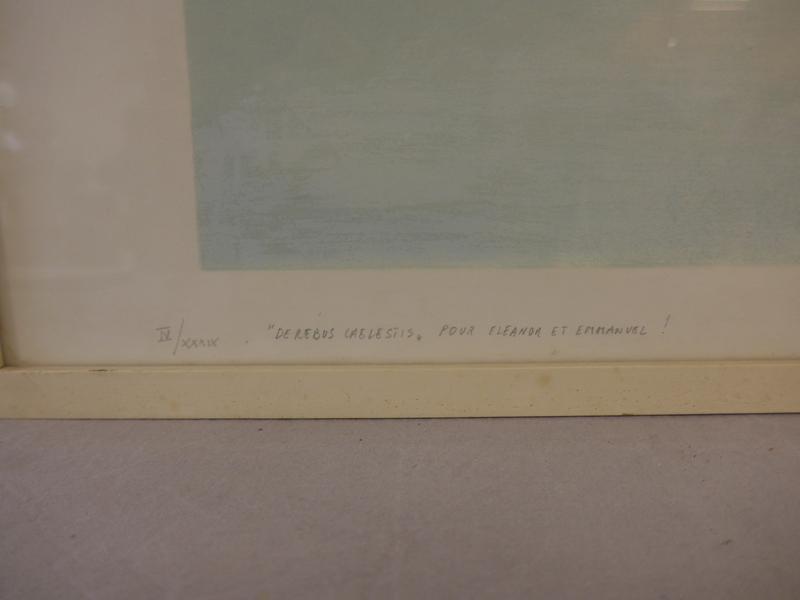 IV/XXXIX . "DE REBUS CAELESTIS„ POUR ELEANOR ET EMMANUEL !